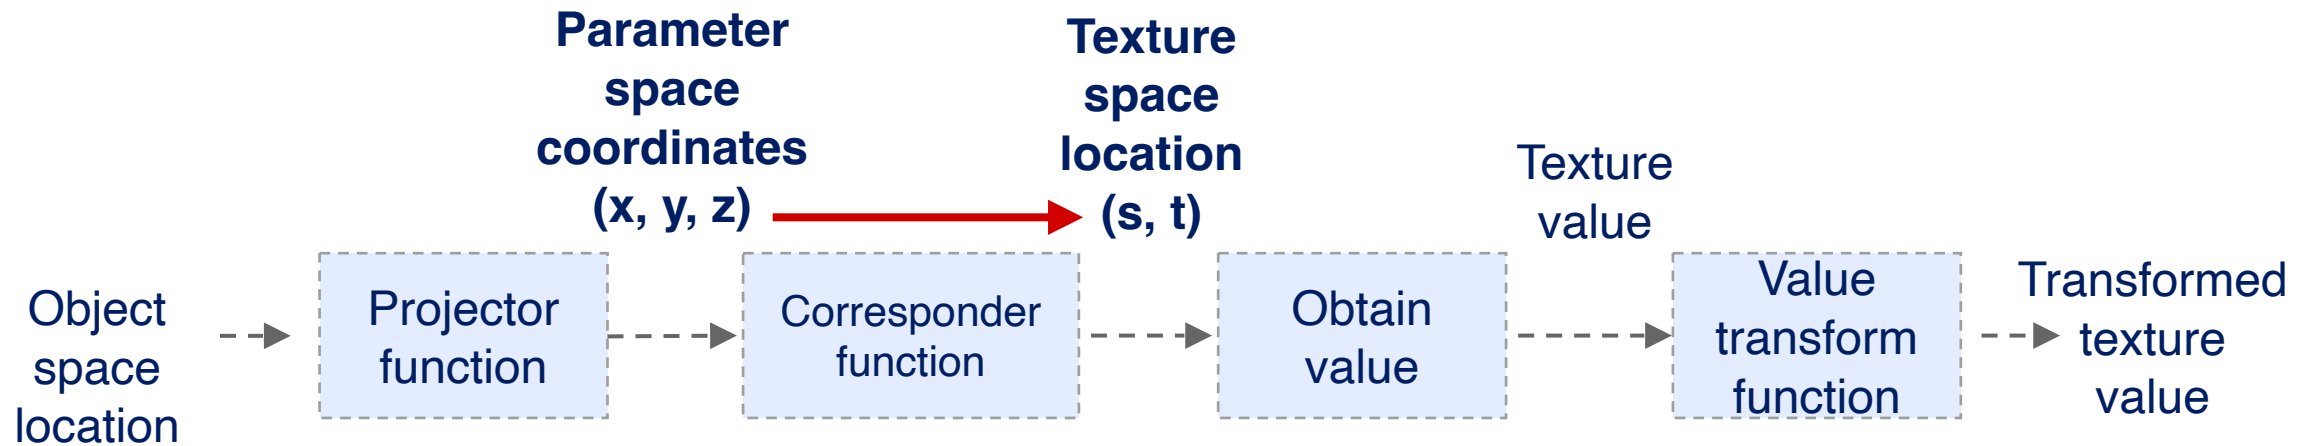 Object
space
location
Projector
function
Parameter
space
coordinates
(x, y, z)
Corresponder
function
Texture
space
location
(s, t)
Obtain
value
Texture
value
Value
transform
function
Transformed
texture
value